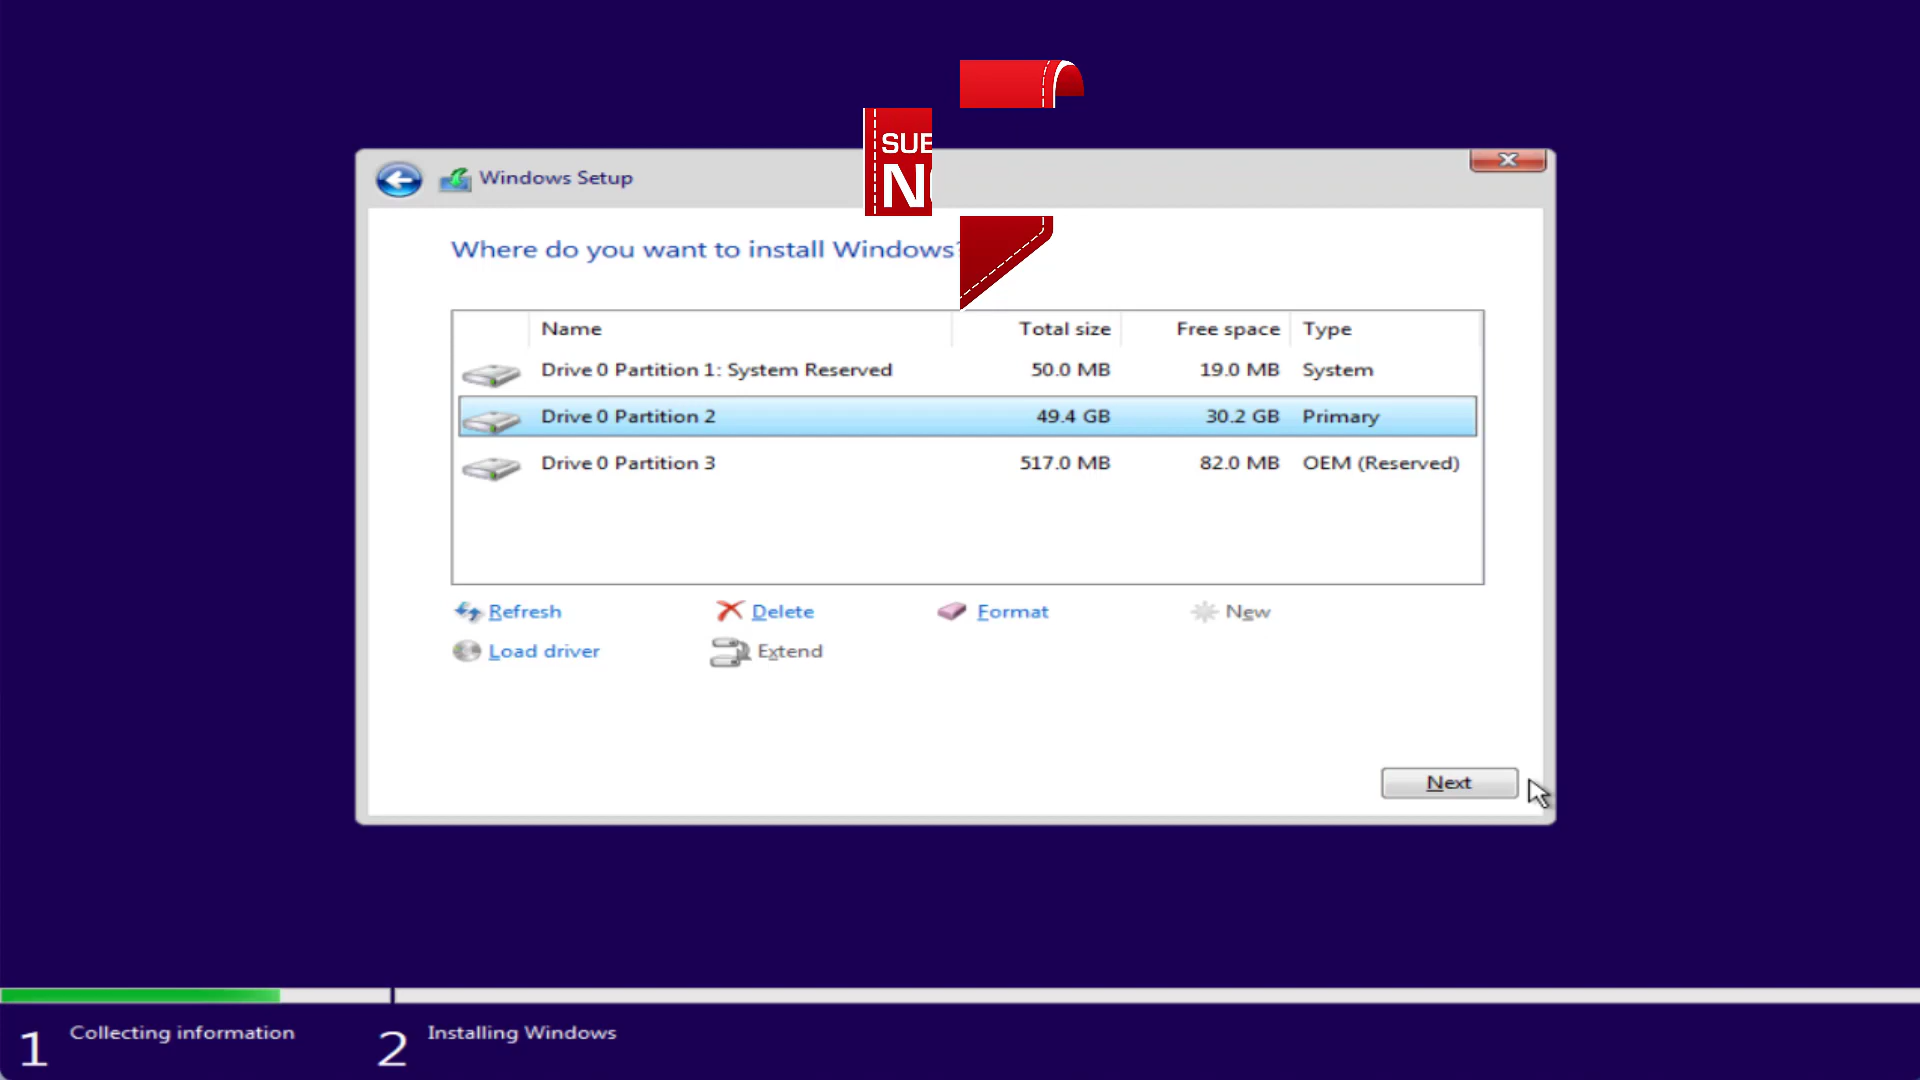 SUB
N
Windows Setup
Where do you want to install Windows?
Name Total size Free space Type
Drive 0 Partition 1: System Reserved 50.0 MB 19.0 MB System
Drive 0 Partition 2 49.4 GB 30.2 GB Primary
Drive 0 Partition 3 517.0 MB 82.0 MB OEM (Reserved)
Refresh Delete Format New
Load driver Extend
Next
1 Collecting information 2 Installing Windows